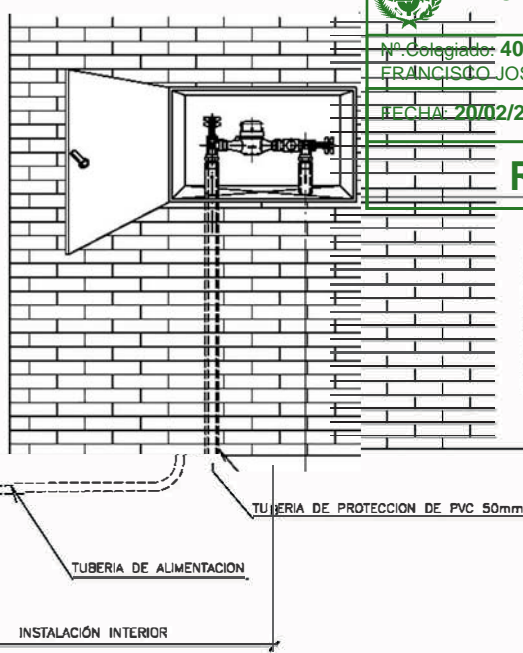 Nº.Colegiado: 40
FRANCISCO JOS
FECHA: 20/02/2
R
TUBERIA DE PROTECCION DE PVC 50mm
TUBERIA DE ALIMENTACION
INSTALACIÓN INTERIOR